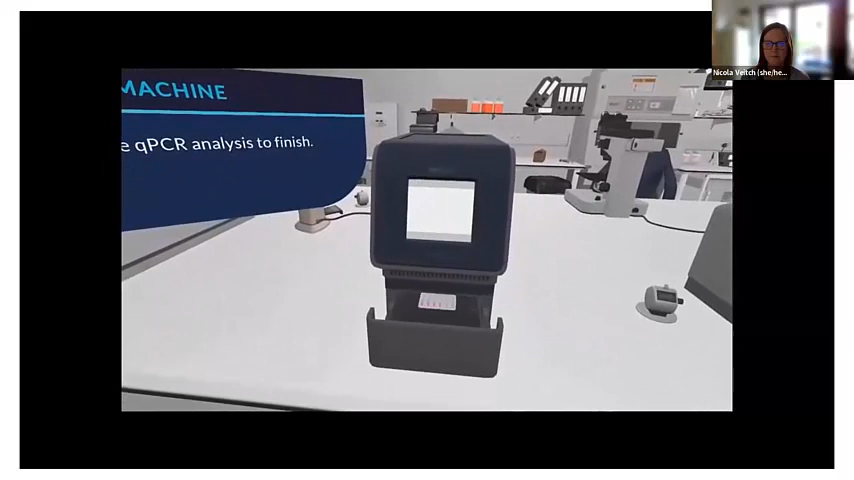 MACHINE
e qPCR analysis to finish.
Nicola Veitch (she/he...